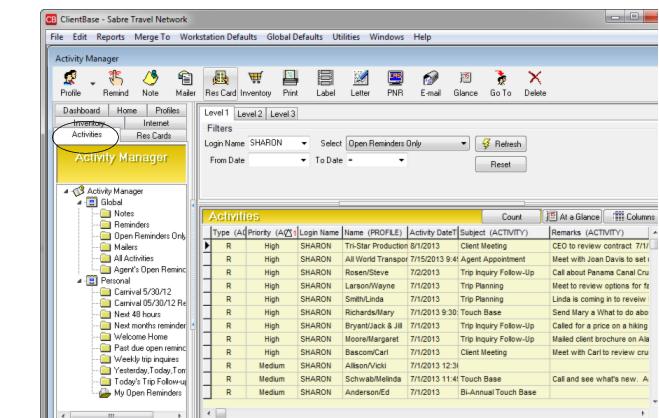 CB ClientBase - Sabre Travel Network
File Edit Reports Merge To Workstation Defaults Global Defaults Utilities Windows Help
Activity Manager
Profile Remind Note Mailer Res Card Inventory Print Label Letter PNR E-mail Glance Go To Delete
Dashboard Home Profiles
Inventory Internet
Activities Res Cards
Activity Manager
Activity Manager
Global
Notes
Reminders
Open Reminders Only
Mailers
All Activities
Agent's Open Reminc
Personal
Carnival 5/30/12
Carnival 05/30/12 Re
Next 48 hours
Next months reminder
Welcome Home
Past due open reminc
Weekly trip inquires
Yesterday,Today,Tom
Today's Trip Follow-up
My Open Reminders
Level 1 Level 2 Level 3
Filters
Login Name SHARON Select Open Reminders Only Refresh
From Date To Date = Reset
Activities Count At a Glance Columns
Type (AC Priority (AC 1 Login Name Name (PROFILE) Activity DateT Subject (ACTIVITY) Remarks (ACTIVITY)
R High SHARON Tri-Star Production 8/1/2013 Client Meeting CEO to review contract 7/1/
R High SHARON All World Transpor 7/15/2013 9:45 Agent Appointment Meet with Joan Davis to set
R High SHARON Rosen/Steve 7/2/2013 Trip Inquiry Follow-Up Call about Panama Canal Cru
R High SHARON Larson/Wayne 7/1/2013 Trip Planning Meet to review options for fa
R High SHARON Smith/Linda 7/1/2013 Trip Planning Linda is coming in to reveiw
R High SHARON Richards/Mary 7/1/2013 9:30: Touch Base Send Mary a What to do abo
R High SHARON Bryant/Jack & Jill 7/1/2013 Trip Inquiry Follow-Up Called for a price on a hiking
R High SHARON Moore/Margaret 7/1/2013 Trip Inquiry Follow-Up Mailed client brochure on Ala
R High SHARON Bascom/Carl 7/1/2013 Client Meeting Meet with Carl to review cru
R Medium SHARON Allison/Vicki 7/1/2013 12:30
R Medium SHARON Schwab/Melinda 7/1/2013 11:45 Touch Base Call and see what's new. A
R Medium SHARON Anderson/Ed 7/1/2013 Bi-Annual Touch Base